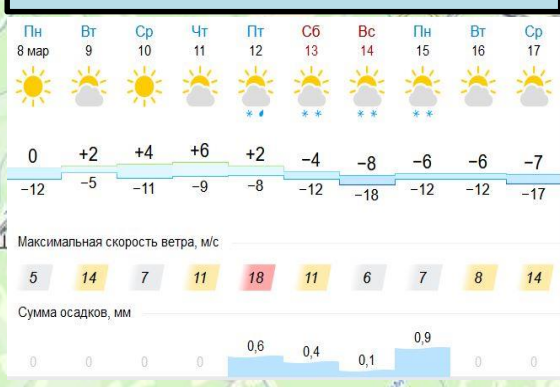 Пн Вт Ср Чт Пт Сб Вс Пн Вт Ср
8 мар 9 10 11 12 13 14 15 16 17
0 +2 +4 +6 +2 −4 −8 −6 −6 −7
−12 −5 −11 −9 −8 −12 −18 −12 −12 −17
Максимальная скорость ветра, м/с
5 14 7 11 18 11 6 7 8 14
Сумма осадков, мм
0 0 0 0 0,6 0,4 0,1 0,9 0 0